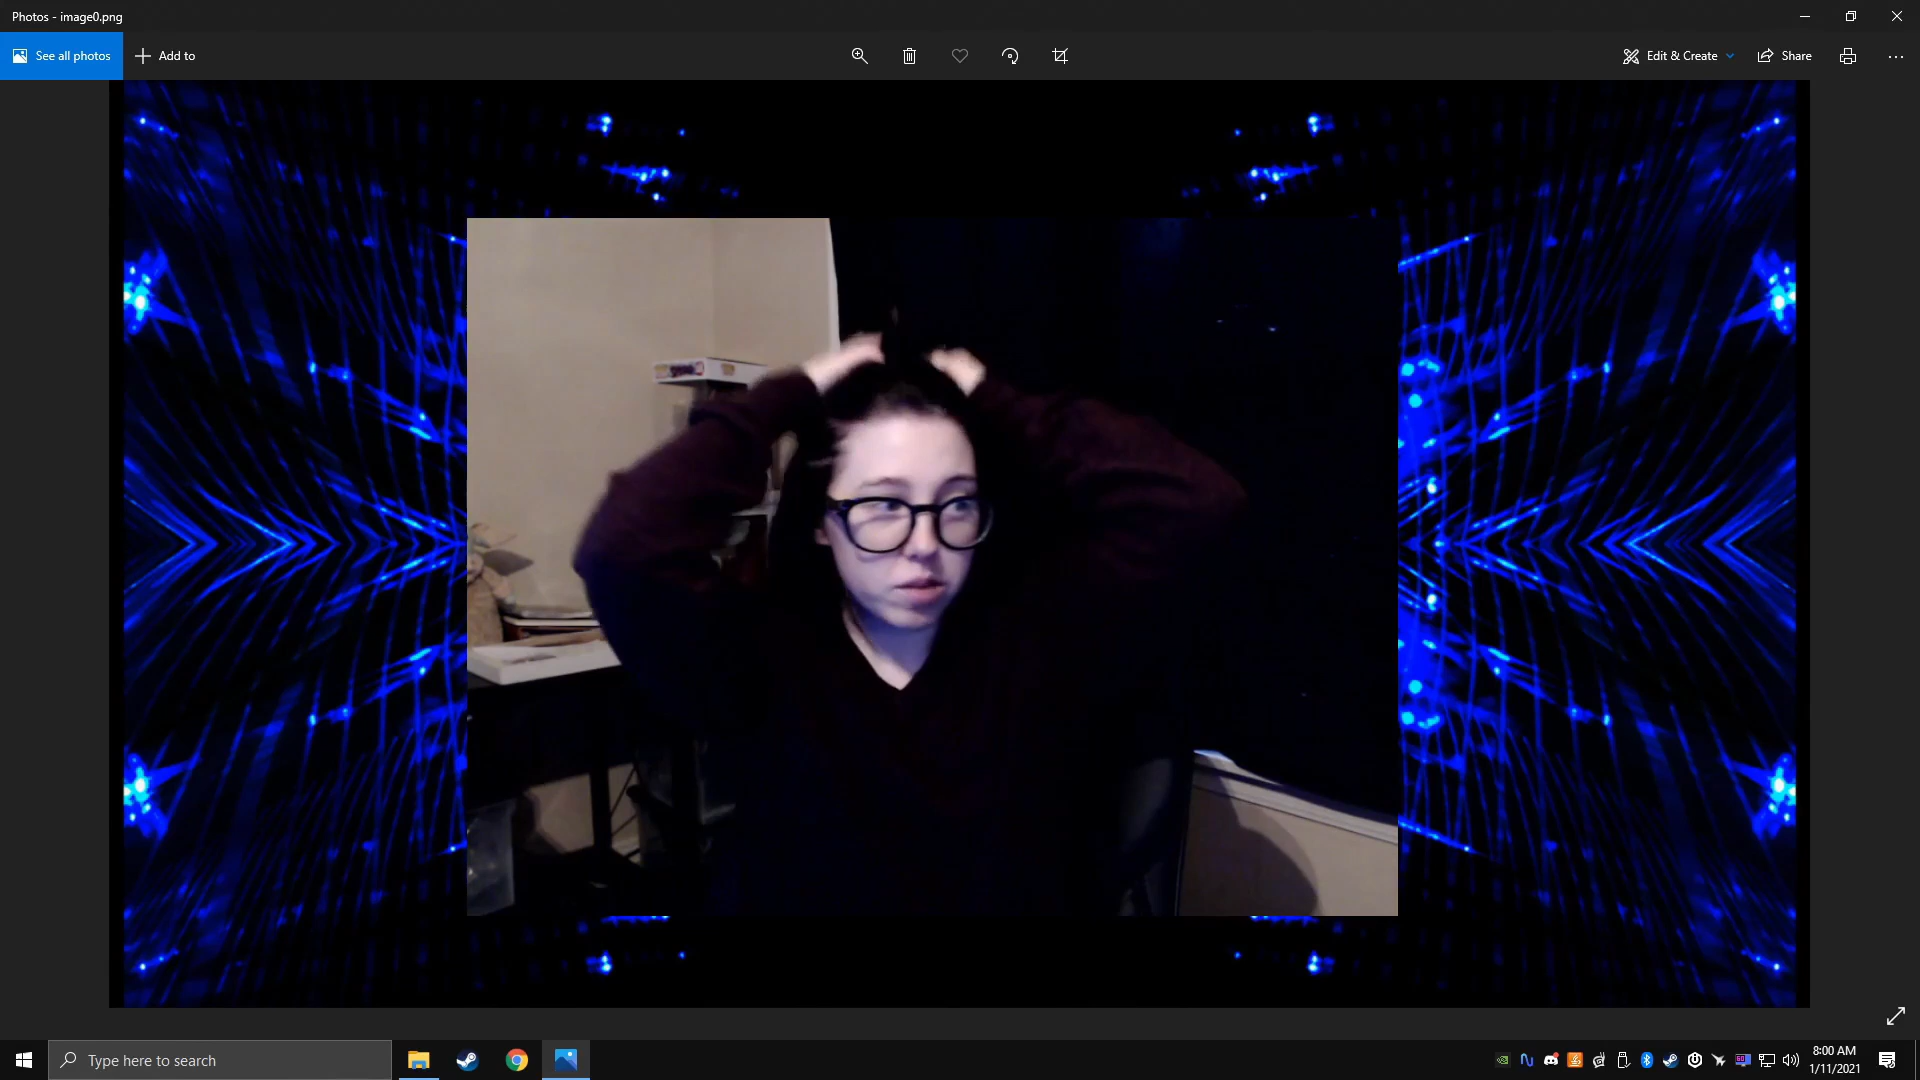 Photos - image0.png
See all photos
Add to
Edit & Create
Share
Type here to search
8:00 AM
1/11/2021